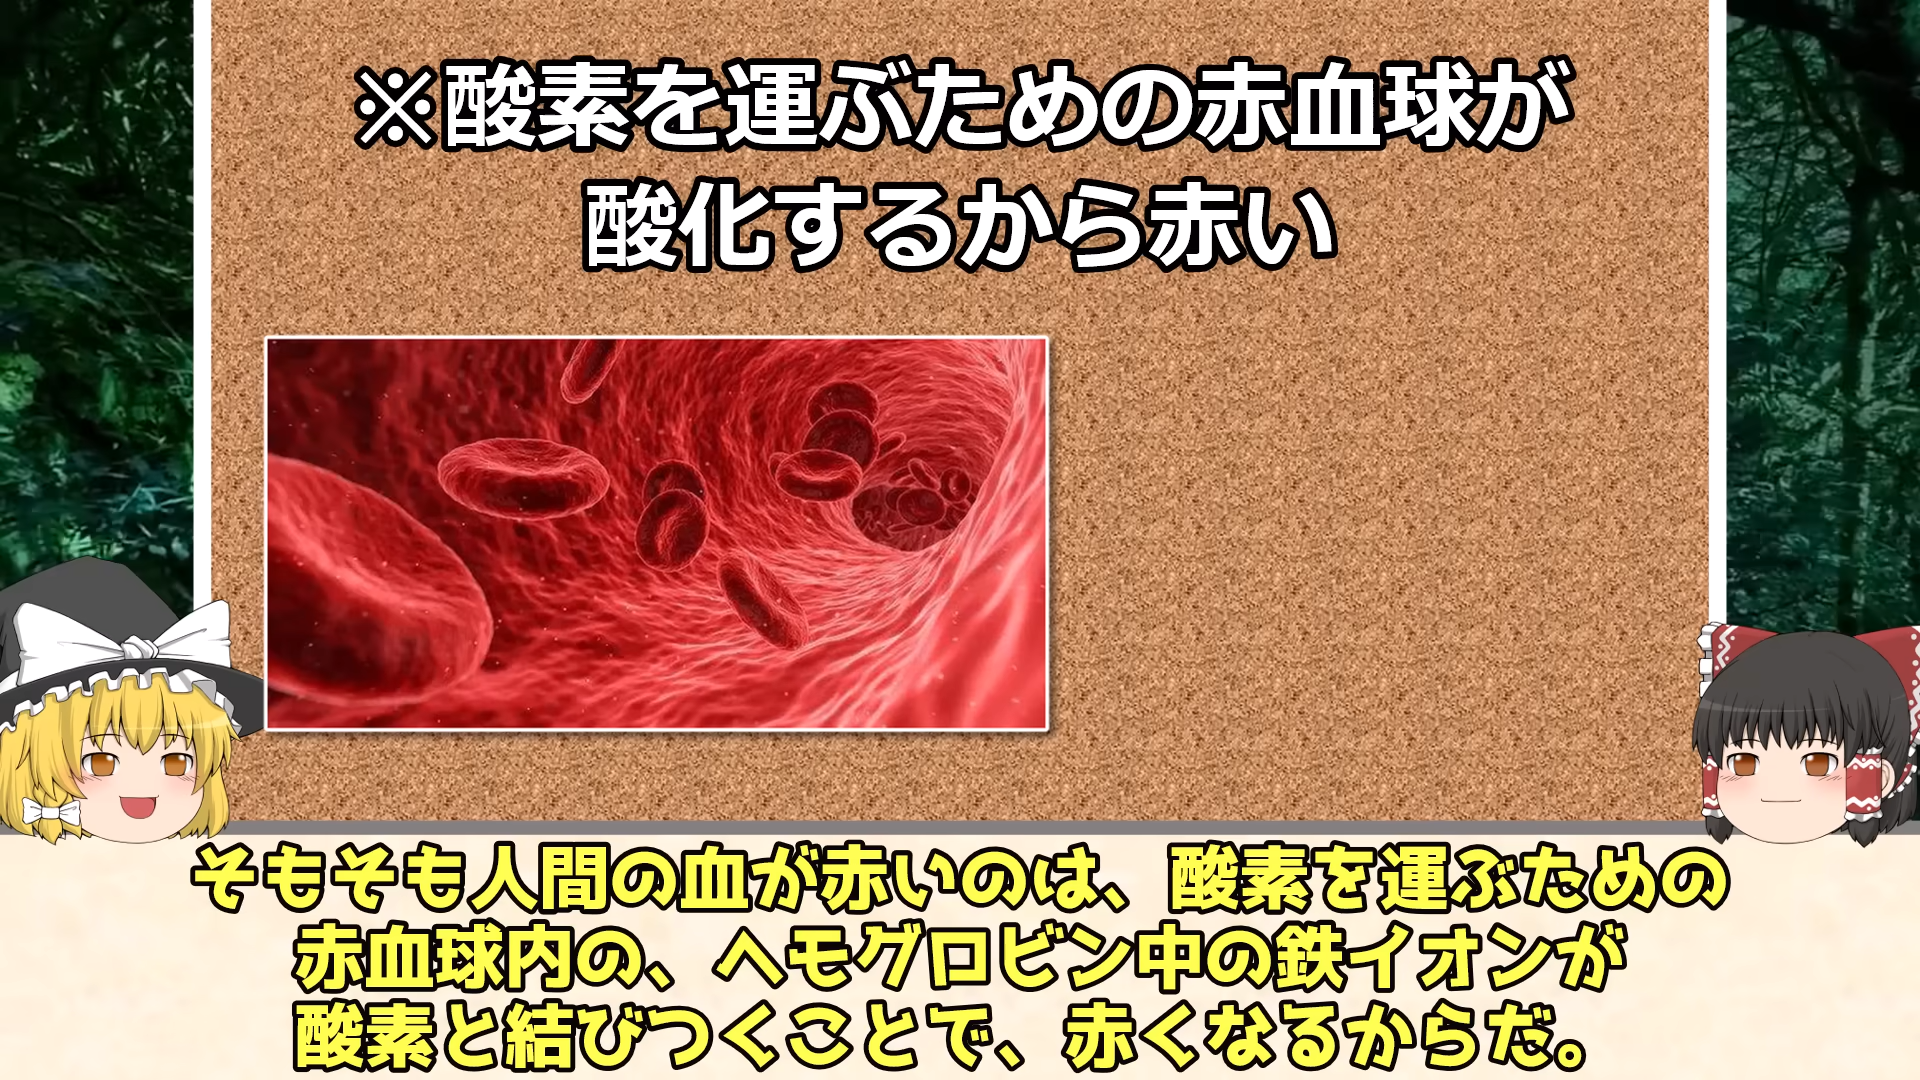 ※酸素を運ぶための赤血球が
酸化するから赤い
そもそも人間の血が赤いのは、酸素を運ぶための
赤血球内の、ヘモグロビン中の鉄イオンが
酸素と結びつくことで、赤くなるからだ。